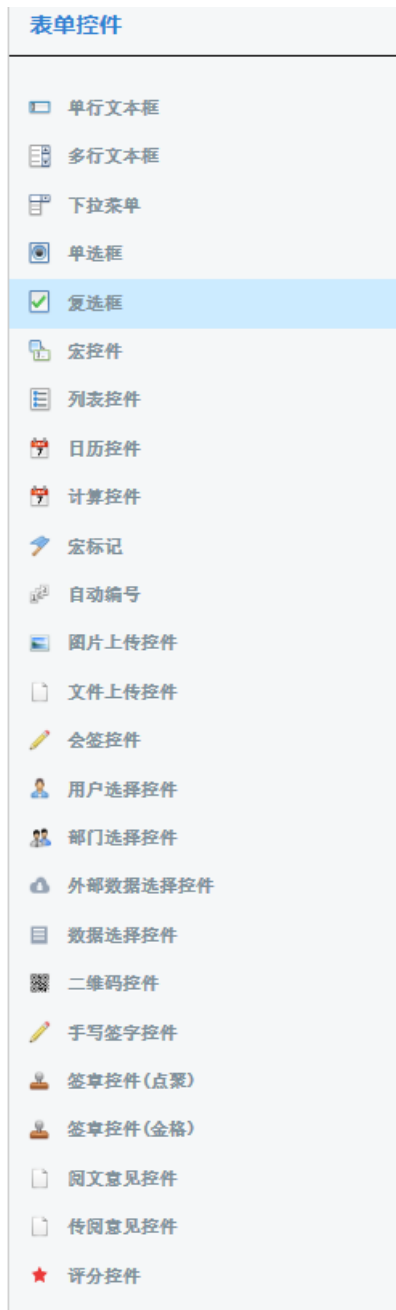 表单控件
单行文本框
多行文本框
下拉菜单
单选框
复选框
宏控件
列表控件
日历控件
计算控件
宏标记
自动编号
图片上传控件
文件上传控件
会签控件
用户选择控件
部门选择控件
外部数据选择控件
数据选择控件
二维码控件
手写签字控件
签章控件(点聚)
签章控件(金格)
阅文意见控件
传阅意见控件
评分控件